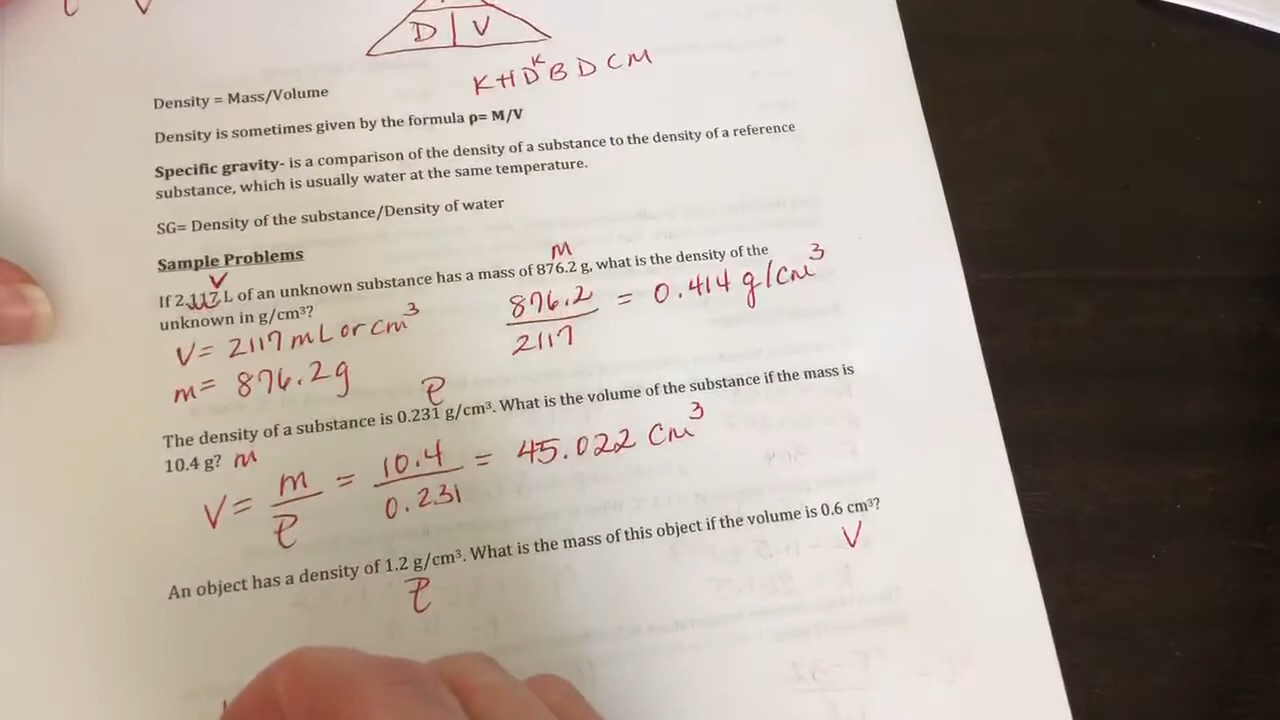 D V
K H D K B D C M
Density = Mass/Volume
Density is sometimes given by the formula ρ= M/V
Specific gravity- is a comparison of the density of a substance to the density of a reference
substance, which is usually water at the same temperature.
SG= Density of the substance/Density of water
Sample Problems
M
V
If 2.117 L of an unknown substance has a mass of 876.2 g, what is the density of the
unknown in g/cm³?
876.2 / 2117 = 0.414 g/cm³
V = 2117 mL or cm³
m = 876.2g
ρ
The density of a substance is 0.231 g/cm³. What is the volume of the substance if the mass is
10.4 g? m
V = m / ρ = 10.4 / 0.231 = 45.022 cm³
An object has a density of 1.2 g/cm³. What is the mass of this object if the volume is 0.6 cm³?
ρ V